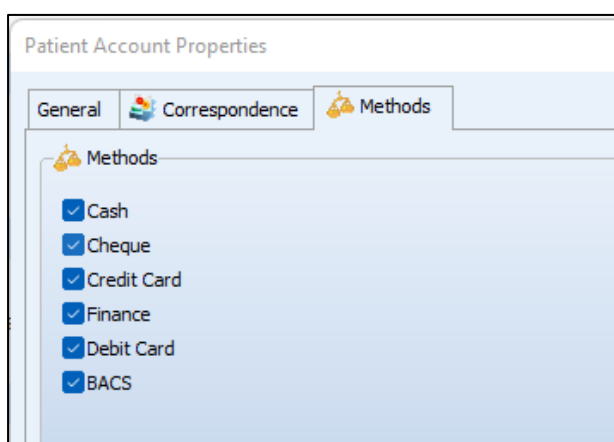 Patient Account Properties
General Correspondence Methods
Methods
Cash
Cheque
Credit Card
Finance
Debit Card
BACS